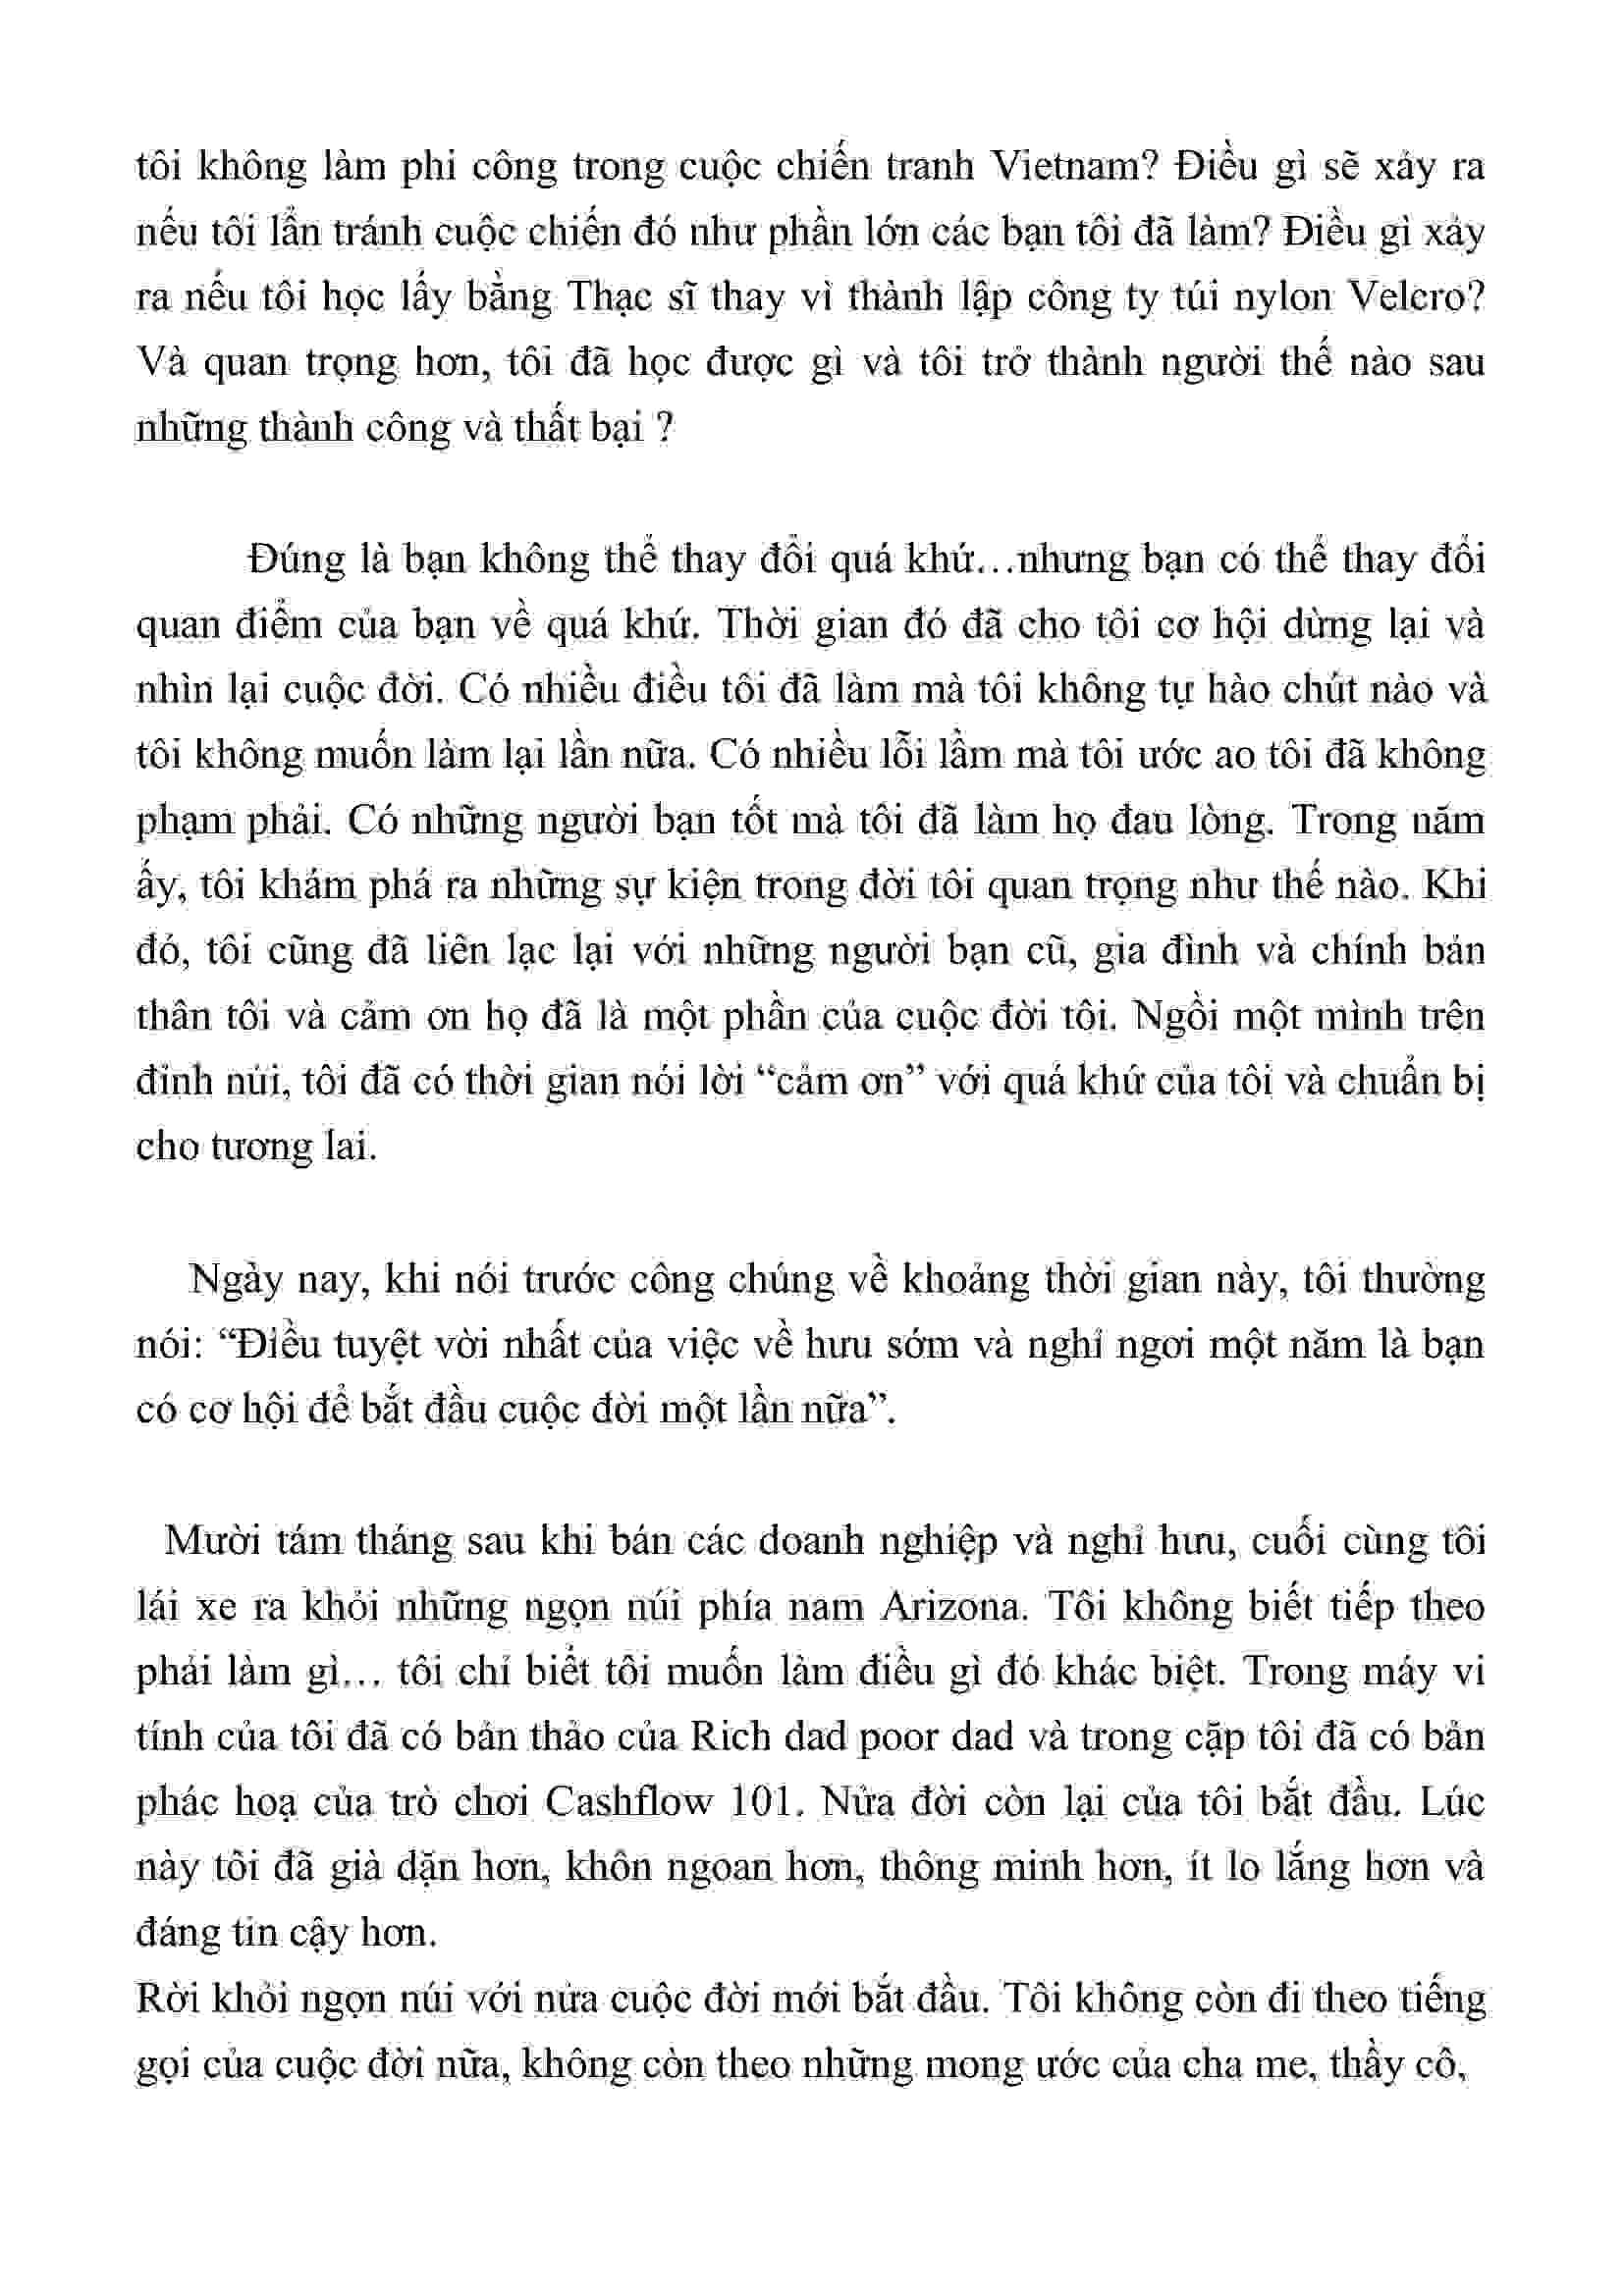 tôi không làm phi công trong cuộc chiến tranh Vietnam? Điều gì sẽ xảy ra
nếu tôi lẩn tránh cuộc chiến đó như phần lớn các bạn tôi đã làm? Điều gì xảy
ra nếu tôi học lấy bằng Thạc sĩ thay vì thành lập công ty túi nylon Velcro?
Và quan trọng hơn, tôi đã học được gì và tôi trở thành người thế nào sau
những thành công và thất bại ?
Đúng là bạn không thể thay đổi quá khứ…nhưng bạn có thể thay đổi
quan điểm của bạn về quá khứ. Thời gian đó đã cho tôi cơ hội dừng lại và
nhìn lại cuộc đời. Có nhiều điều tôi đã làm mà tôi không tự hào chút nào và
tôi không muốn làm lại lần nữa. Có nhiều lỗi lầm mà tôi ước ao tôi đã không
phạm phải. Có những người bạn tốt mà tôi đã làm họ đau lòng. Trong năm
ấy, tôi khám phá ra những sự kiện trong đời tôi quan trọng như thế nào. Khi
đó, tôi cũng đã liên lạc lại với những người bạn cũ, gia đình và chính bản
thân tôi và cảm ơn họ đã là một phần của cuộc đời tôi. Ngồi một mình trên
đỉnh núi, tôi đã có thời gian nói lời “cảm ơn” với quá khứ của tôi và chuẩn bị
cho tương lai.
Ngày nay, khi nói trước công chúng về khoảng thời gian này, tôi thường
nói: “Điều tuyệt vời nhất của việc về hưu sớm và nghỉ ngơi một năm là bạn
có cơ hội để bắt đầu cuộc đời một lần nữa”.
Mười tám tháng sau khi bán các doanh nghiệp và nghỉ hưu, cuối cùng tôi
lái xe ra khỏi những ngọn núi phía nam Arizona. Tôi không biết tiếp theo
phải làm gì… tôi chỉ biết tôi muốn làm điều gì đó khác biệt. Trong máy vi
tính của tôi đã có bản thảo của Rich dad poor dad và trong cặp tôi đã có bản
phác hoạ của trò chơi Cashflow 101. Nửa đời còn lại của tôi bắt đầu. Lúc
này tôi đã già dặn hơn, khôn ngoan hơn, thông minh hơn, ít lo lắng hơn và
đáng tin cậy hơn.
Rời khỏi ngọn núi với nửa cuộc đời mới bắt đầu. Tôi không còn đi theo tiếng
gọi của cuộc đời nữa, không còn theo những mong ước của cha mẹ, thầy cô,